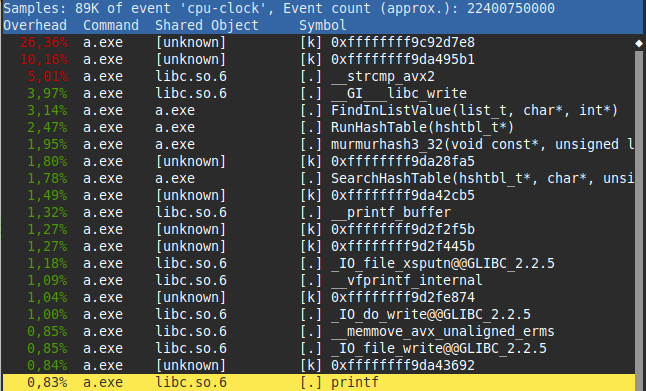 Samples: 89K of event 'cpu-clock', Event count (approx.): 22400750000
Overhead  Command  Shared Object     Symbol
26,36%  a.exe    [unknown]         [k] 0xffffffff9c92d7e8
10,16%  a.exe    [unknown]         [k] 0xffffffff9da495b1
5,01%  a.exe    libc.so.6         [.] __strcmp_avx2
3,97%  a.exe    libc.so.6         [.] __GI___libc_write
3,14%  a.exe    a.exe             [.] FindInListValue(list_t, char*, int*)
2,47%  a.exe    a.exe             [.] RunHashTable(hshtbl_t*)
1,95%  a.exe    a.exe             [.] murmurhash3_32(void const*, unsigned l
1,80%  a.exe    [unknown]         [k] 0xffffffff9da28fa5
1,78%  a.exe    a.exe             [.] SearchHashTable(hshtbl_t*, char*, unsi
1,49%  a.exe    [unknown]         [k] 0xffffffff9da42cb5
1,32%  a.exe    libc.so.6         [.] __printf_buffer
1,27%  a.exe    [unknown]         [k] 0xffffffff9d2f2f5b
1,27%  a.exe    [unknown]         [k] 0xffffffff9d2f445b
1,18%  a.exe    libc.so.6         [.] _IO_file_xsputn@@GLIBC_2.2.5
1,09%  a.exe    libc.so.6         [.] __vfprintf_internal
1,04%  a.exe    [unknown]         [k] 0xffffffff9d2fe874
1,00%  a.exe    libc.so.6         [.] _IO_do_write@@GLIBC_2.2.5
0,85%  a.exe    libc.so.6         [.] __memmove_avx_unaligned_erms
0,85%  a.exe    libc.so.6         [.] _IO_file_write@@GLIBC_2.2.5
0,84%  a.exe    [unknown]         [k] 0xffffffff9da43692
0,83%  a.exe    libc.so.6         [.] printf